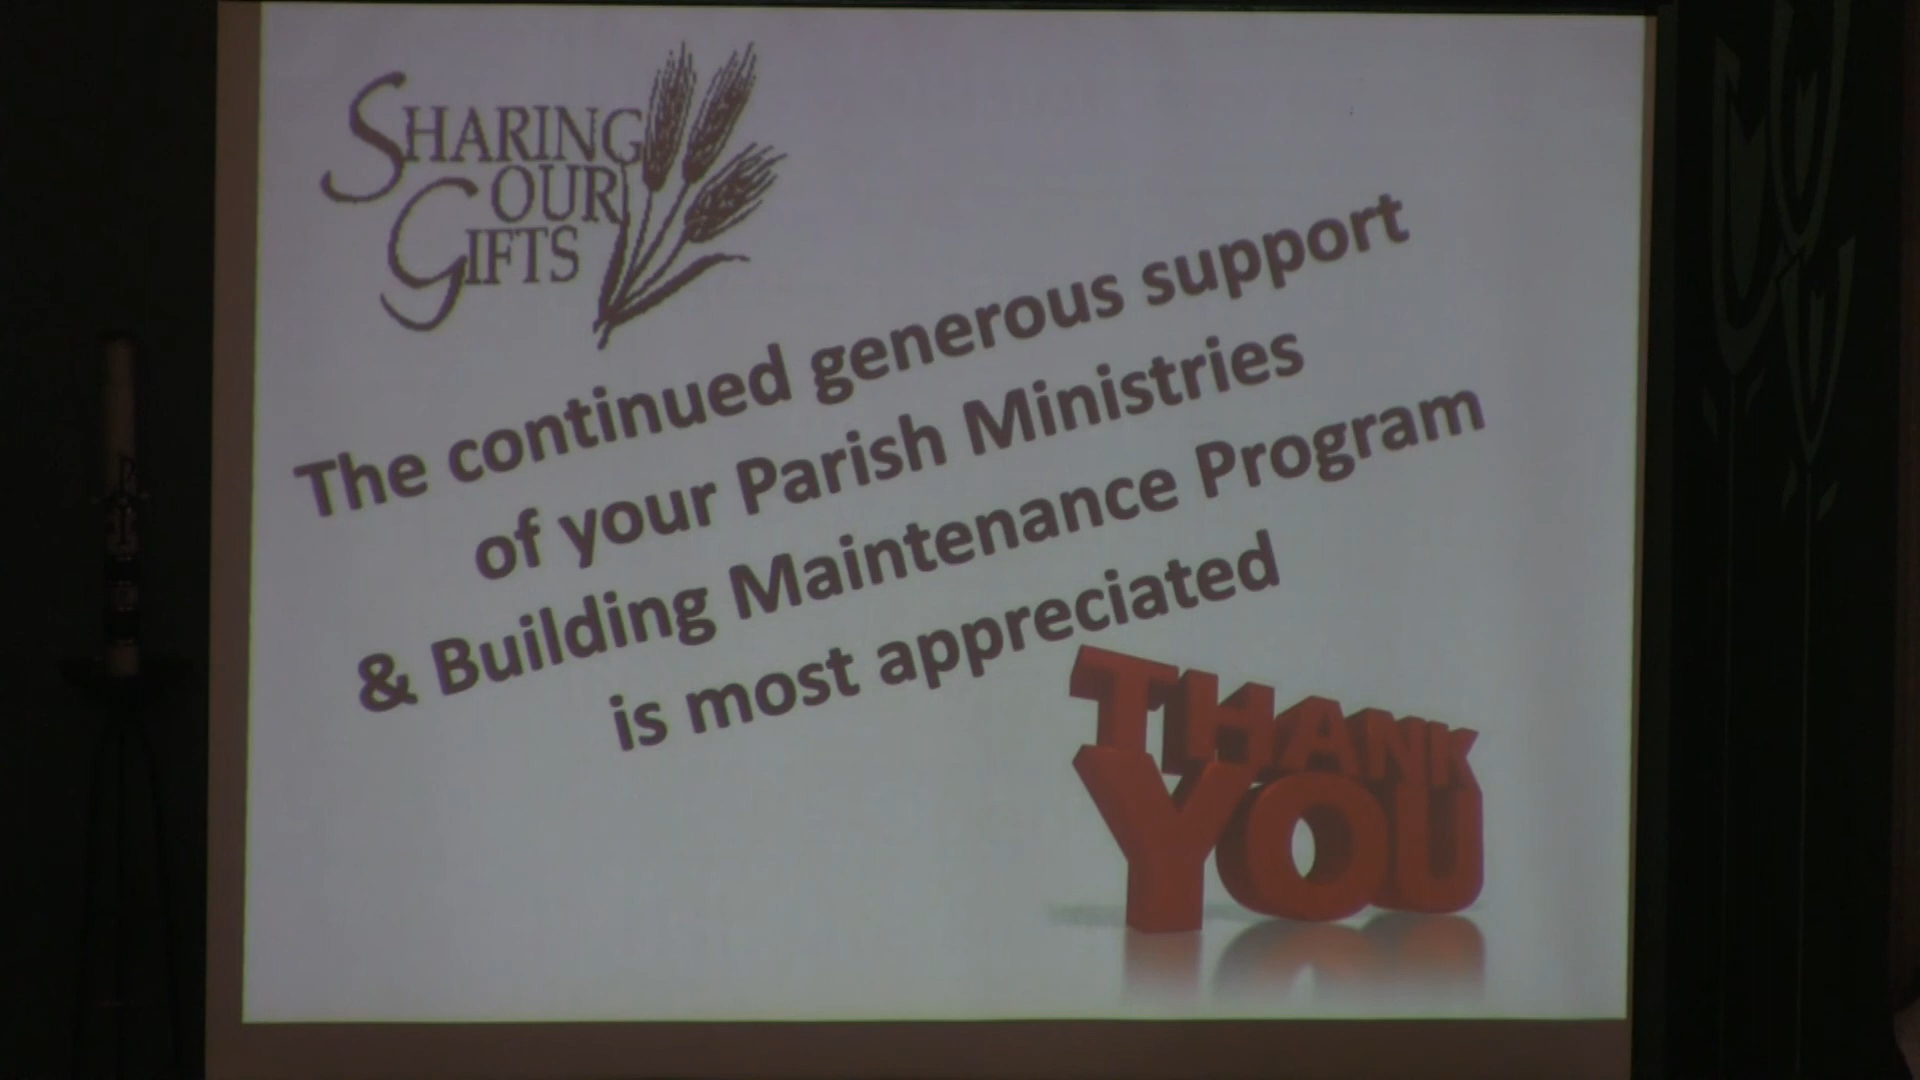 SHARING
OUR
GIFTS
The continued generous support
of your Parish Ministries
& Building Maintenance Program
is most appreciated
THANK
YOU